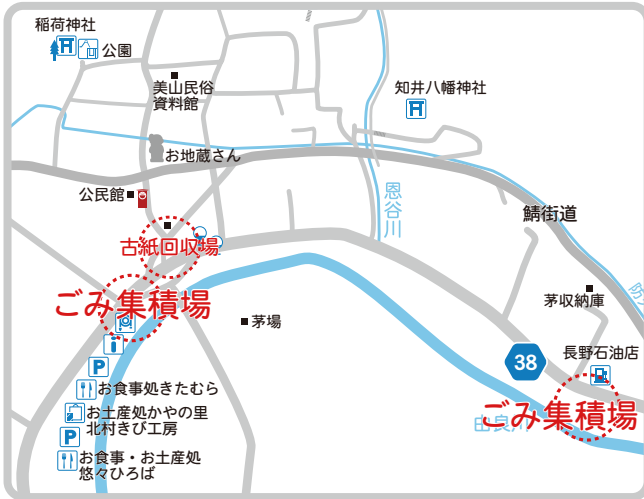 稲荷神社
公園
美山民俗
資料館
知井八幡神社
お地蔵さん
公民館
恩谷川
鯖街道
古紙回収場
ごみ集積場
茅場
茅収納庫
防
i
P
38
長野石油店
お食事処きたむら
お土産処かやの里
北村きび工房
P
ごみ集積場
由良川
お食事・お土産処
悠々ひろば